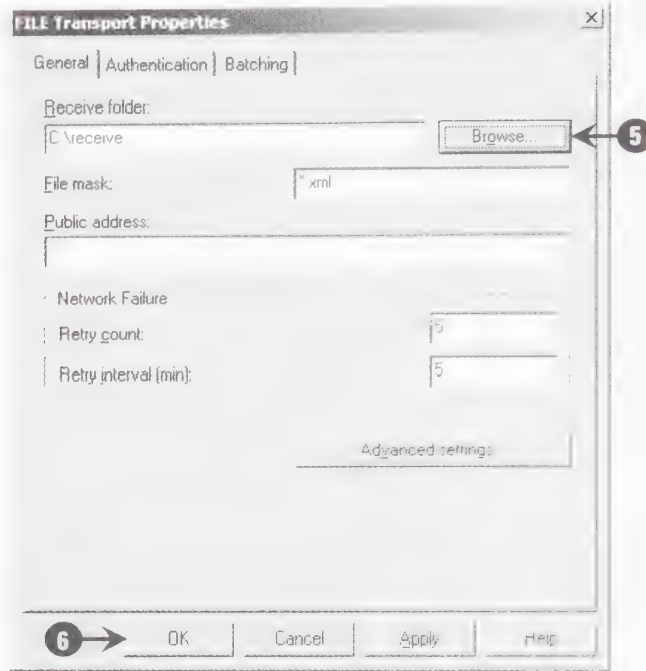 FILE Transport Properties
General Authentication Batching
Receive folder:
C:\receive
Browse...
5
File mask:
*.xml
Public address:
Network Failure
Retry count:
5
Retry interval (min):
5
Advanced settings
6
OK Cancel Apply Help